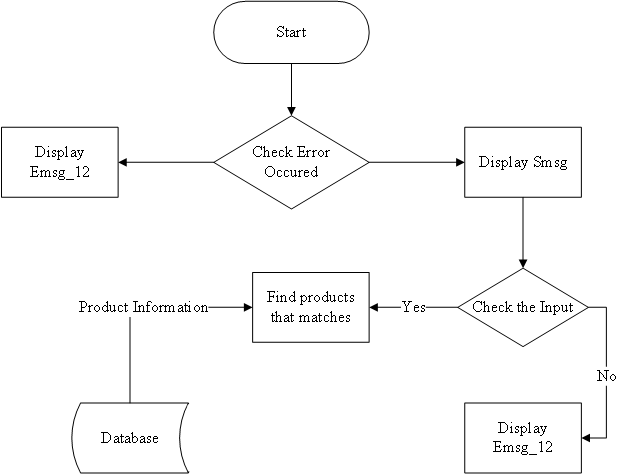 Start
Check Error
Occured
Display
Emsg_12
Display Smsg
Product Information
Find products
that matches
Yes
Check the Input
No
Database
Display
Emsg_12